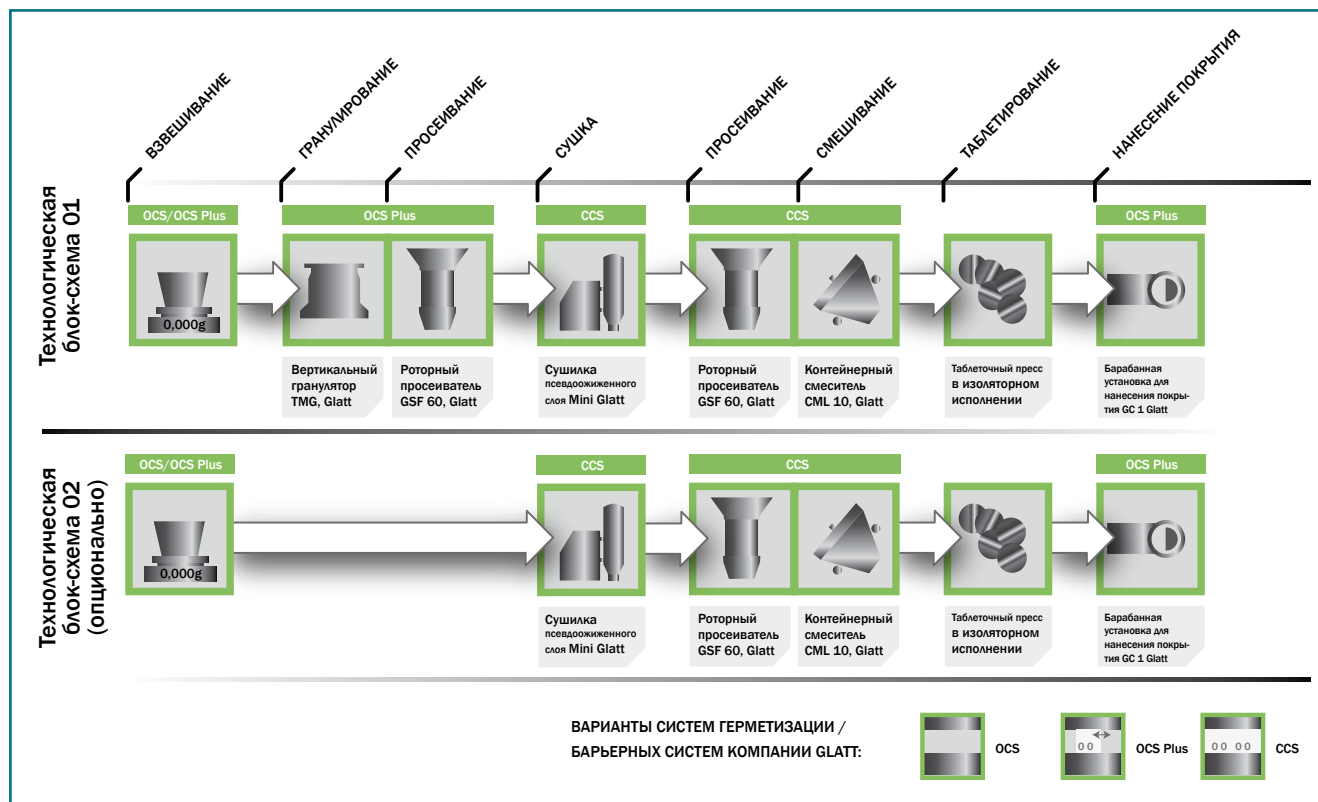 ВЗВЕШИВАНИЕ
ГРАНУЛИРОВАНИЕ
ПРОСЕИВАНИЕ
СУШКА
ПРОСЕИВАНИЕ
СМЕШИВАНИЕ
ТАБЛЕТИРОВАНИЕ
НАНЕСЕНИЕ ПОКРЫТИЯ
Технологическая
блок-схема 01
OCS/OCS Plus
OCS Plus
CCS
CCS
OCS Plus
0,000g
Вертикальный
гранулятор
TMG, Glatt
Роторный
просеиватель
GSF 60, Glatt
Сушилка
псевдоожиженного
слоя Mini Glatt
Роторный
просеиватель
GSF 60, Glatt
Контейнерный
смеситель
CML 10, Glatt
Таблеточный пресс
в изоляторном
исполнении
Барабанная
установка для
нанесения покры-
тия GC 1 Glatt
Технологическая
блок-схема 02
(опционально)
OCS/OCS Plus
CCS
CCS
OCS Plus
0,000g
Сушилка
псевдоожиженного
слоя Mini Glatt
Роторный
просеиватель
GSF 60, Glatt
Контейнерный
смеситель
CML 10, Glatt
Таблеточный пресс
в изоляторном
исполнении
Барабанная
установка для
нанесения покры-
тия GC 1 Glatt
ВАРИАНТЫ СИСТЕМ ГЕРМЕТИЗАЦИИ /
БАРЬЕРНЫХ СИСТЕМ КОМПАНИИ GLATT:
OCS
00
OCS Plus
00 00
CCS